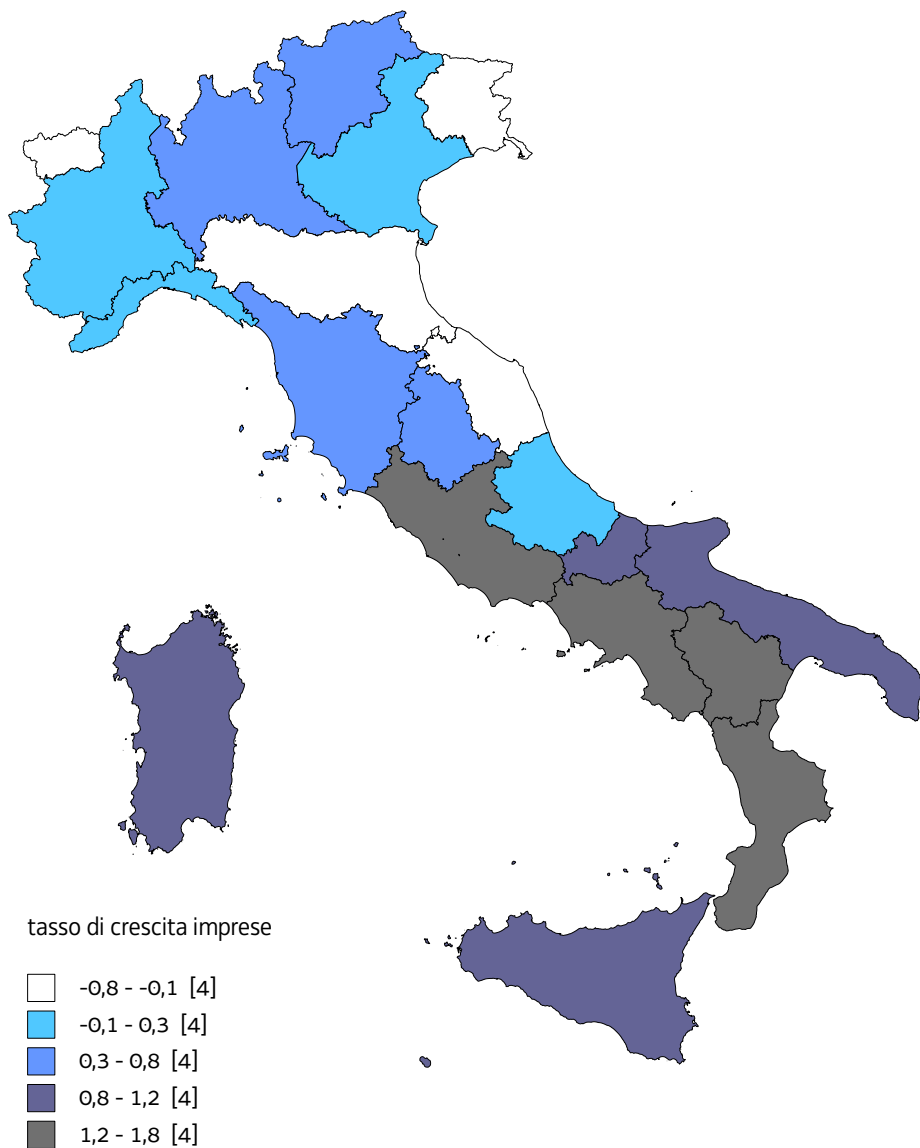 tasso di crescita imprese
-0,8 - -0,1 [4]
-0,1 - 0,3 [4]
0,3 - 0,8 [4]
0,8 - 1,2 [4]
1,2 - 1,8 [4]